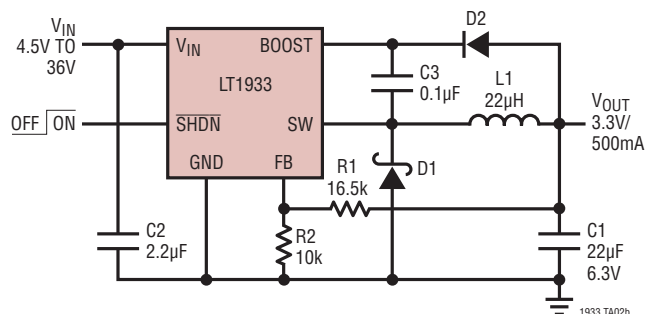 VIN
4.5V TO
36V
OFF ON
VIN
BOOST
LT1933
SHDN
SW
GND
FB
D2
C3
0.1µF
L1
22µH
VOUT
3.3V/
500mA
D1
R1
16.5k
R2
10k
C2
2.2µF
C1
22µF
6.3V
1933 TA02b